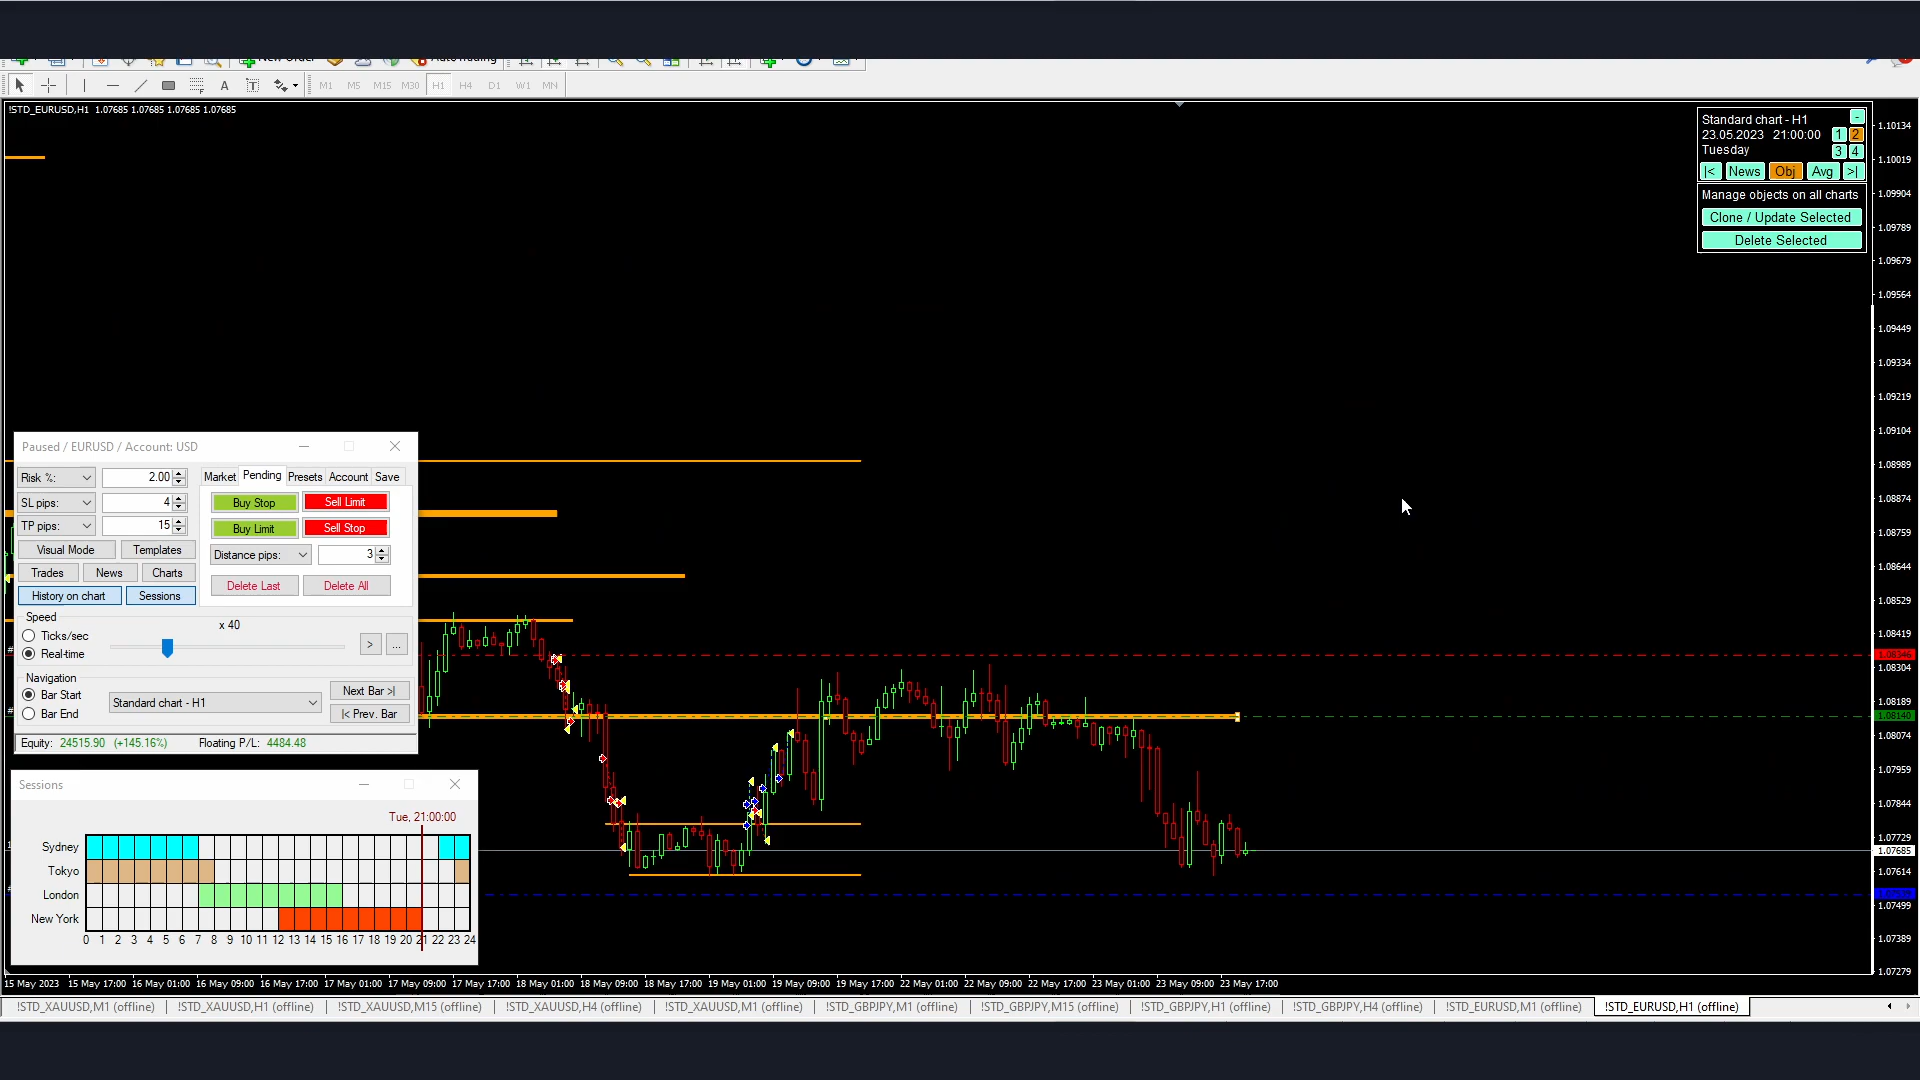 M1 M5 M15 M30 H1 H4 D1 W1 MN
!STD_EURUSD,H1 1.07685 1.07685 1.07685 1.07685
Standard chart - H1 -
23.05.2023 21:00:00 1 2
Tuesday 3 4
|< News Obj Avg >|
Manage objects on all charts
Clone / Update Selected
Delete Selected
1.10134
1.10019
1.09904
1.09789
1.09679
1.09564
1.09449
1.09334
1.09219
1.09104
1.08989
1.08874
1.08759
1.08644
1.08529
1.08419
1.08304
1.08189
1.08140
1.08074
1.07959
1.07844
1.07729
1.07685
1.07614
1.07499
1.07389
1.07279
Paused / EURUSD / Account: USD
Risk %: 2.00
SL pips: 4
TP pips: 15
Visual Mode Templates
Trades News Charts
History on chart Sessions
Market Pending Presets Account Save
Buy Stop Sell Limit
Buy Limit Sell Stop
Distance pips: 3
Delete Last Delete All
Speed
x 40
Ticks/sec
Real-time > ...
Navigation
Bar Start
Bar End
Standard chart - H1
Next Bar >|
|< Prev. Bar
Equity: 24515.90 (+145.16%) Floating P/L: 4484.48
Sessions
Tue, 21:00:00
Sydney
Tokyo
London
New York
0 1 2 3 4 5 6 7 8 9 10 11 12 13 14 15 16 17 18 19 20 21 22 23 24
15 May 2023 15 May 17:00 16 May 01:00 16 May 09:00 16 May 17:00 17 May 01:00 17 May 09:00 17 May 17:00 18 May 01:00 18 May 09:00 18 May 17:00 19 May 01:00 19 May 09:00 19 May 17:00 22 May 01:00 22 May 09:00 22 May 17:00 23 May 01:00 23 May 09:00 23 May 17:00
!STD_XAUUSD,M1 (offline) !STD_XAUUSD,H1 (offline) !STD_XAUUSD,M15 (offline) !STD_XAUUSD,H4 (offline) !STD_XAUUSD,M1 (offline) !STD_GBPJPY,M1 (offline) !STD_GBPJPY,M15 (offline) !STD_GBPJPY,H1 (offline) !STD_GBPJPY,H4 (offline) !STD_EURUSD,M1 (offline) !STD_EURUSD,H1 (offline)